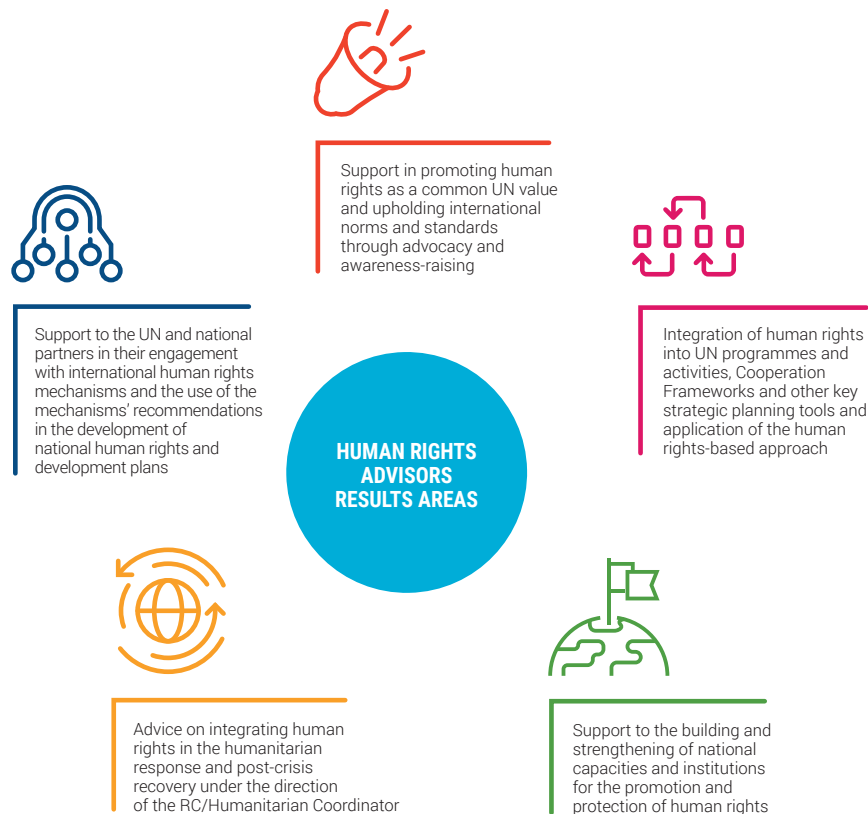 Support in promoting human
rights as a common UN value
and upholding international
norms and standards
through advocacy and
awareness-raising
Support to the UN and national
partners in their engagement
with international human rights
mechanisms and the use of the
mechanisms’ recommendations
in the development of
national human rights and
development plans
Integration of human rights
into UN programmes and
activities, Cooperation
Frameworks and other key
strategic planning tools and
application of the human
rights-based approach
HUMAN RIGHTS
ADVISORS
RESULTS AREAS
Advice on integrating human
rights in the humanitarian
response and post-crisis
recovery under the direction
of the RC/Humanitarian Coordinator
Support to the building and
strengthening of national
capacities and institutions
for the promotion and
protection of human rights